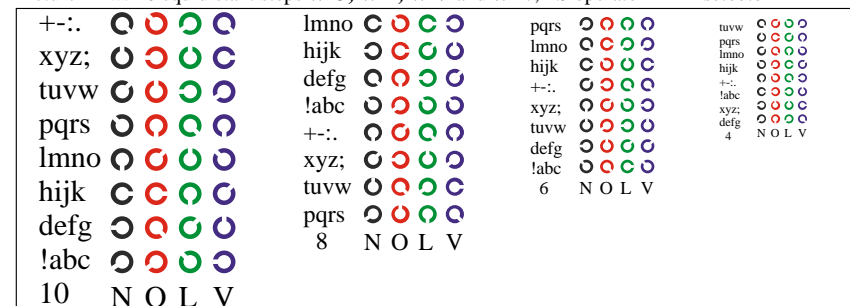 +-:.
xyz;
tuvw
pqrs
lmno
hijk
defg
!abc
10 N O L V
lmno
hijk
defg
!abc
+-:.
xyz;
tuvw
pqrs
8 N O L V
pqrs
lmno
hijk
+-:.
xyz;
tuvw
defg
!abc
6 N O L V
tuvw
pqrs
lmno
hijk
+-:.
!abc
xyz;
defg
4 N O L V